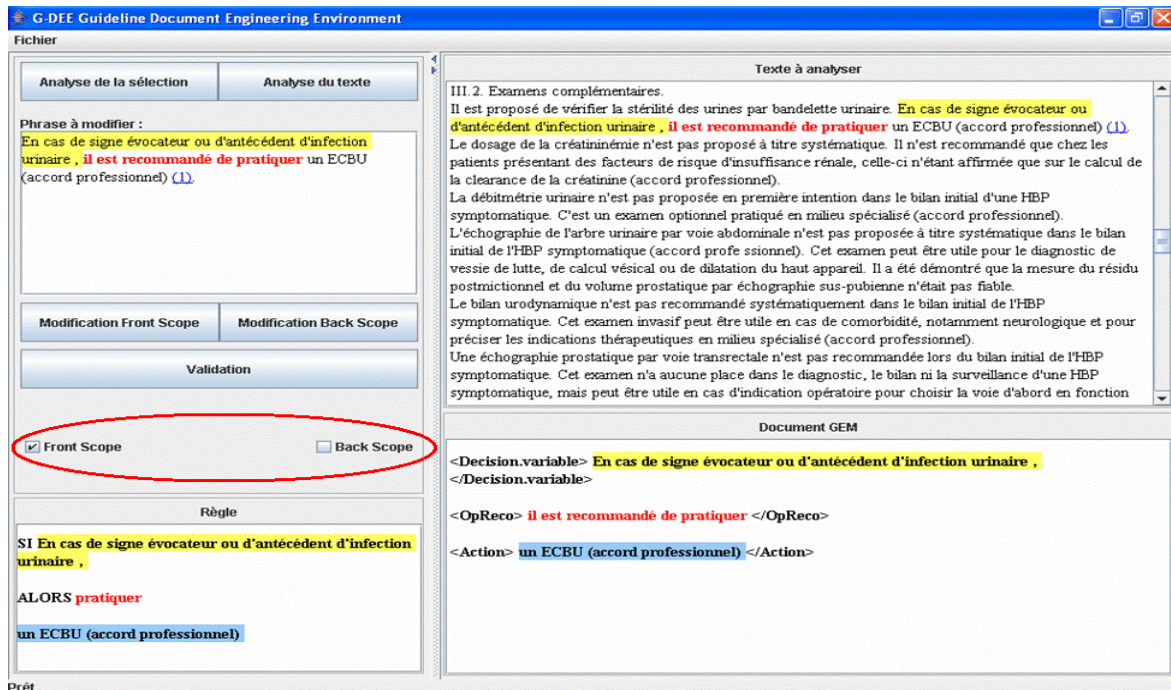 G-DEE Guideline Document Engineering Environment
Fichier
Analyse de la sélection
Analyse du texte
Phrase à modifier :
En cas de signe évocateur ou d'antécédent d'infection
urinaire , il est recommandé de pratiquer un ECBU
(accord professionnel) (1).
Modification Front Scope
Modification Back Scope
Validation
Front Scope
Back Scope
Règle
SI En cas de signe évocateur ou d'antécédent d'infection
urinaire ,
ALORS pratiquer
un ECBU (accord professionnel)
Prêt
Texte à analyser
III.2. Examens complémentaires.
Il est proposé de vérifier la stérilité des urines par bandelette urinaire. En cas de signe évocateur ou
d'antécédent d'infection urinaire , il est recommandé de pratiquer un ECBU (accord professionnel) (1).
Le dosage de la créatininémie n'est pas proposé à titre systématique. Il n'est recommandé que chez les
patients présentant des facteurs de risque d'insuffisance rénale, celle-ci n'étant affirmée que sur le calcul de
la clearance de la créatinine (accord professionnel).
La débitmétrie urinaire n'est pas proposée en première intention dans le bilan initial d'une HBP
symptomatique. C'est un examen optionnel pratiqué en milieu spécialisé (accord professionnel).
L'échographie de l'arbre urinaire par voie abdominale n'est pas proposée à titre systématique dans le bilan
initial de l'HBP symptomatique (accord profe ssionnel). Cet examen peut être utile pour le diagnostic de
vessie de lutte, de calcul vésical ou de dilatation du haut appareil. Il a été démontré que la mesure du résidu
postmictionnel et du volume prostatique par échographie sus-pubienne n'était pas fiable.
Le bilan urodynamique n'est pas recommandé systématiquement dans le bilan initial de l'HBP
symptomatique. Cet examen invasif peut être utile en cas de comorbidité, notamment neurologique et pour
préciser les indications thérapeutiques en milieu spécialisé (accord professionnel).
Une échographie prostatique par voie transrectale n'est pas recommandée lors du bilan initial de l'HBP
symptomatique. Cet examen n'a aucune place dans le diagnostic, le bilan ni la surveillance d'une HBP
symptomatique, mais peut être utile en cas d'indication opératoire pour choisir la voie d'abord en fonction
Document GEM
<Decision.variable> En cas de signe évocateur ou d'antécédent d'infection urinaire ,
</Decision.variable>
<OpReco> il est recommandé de pratiquer </OpReco>
<Action> un ECBU (accord professionnel) </Action>